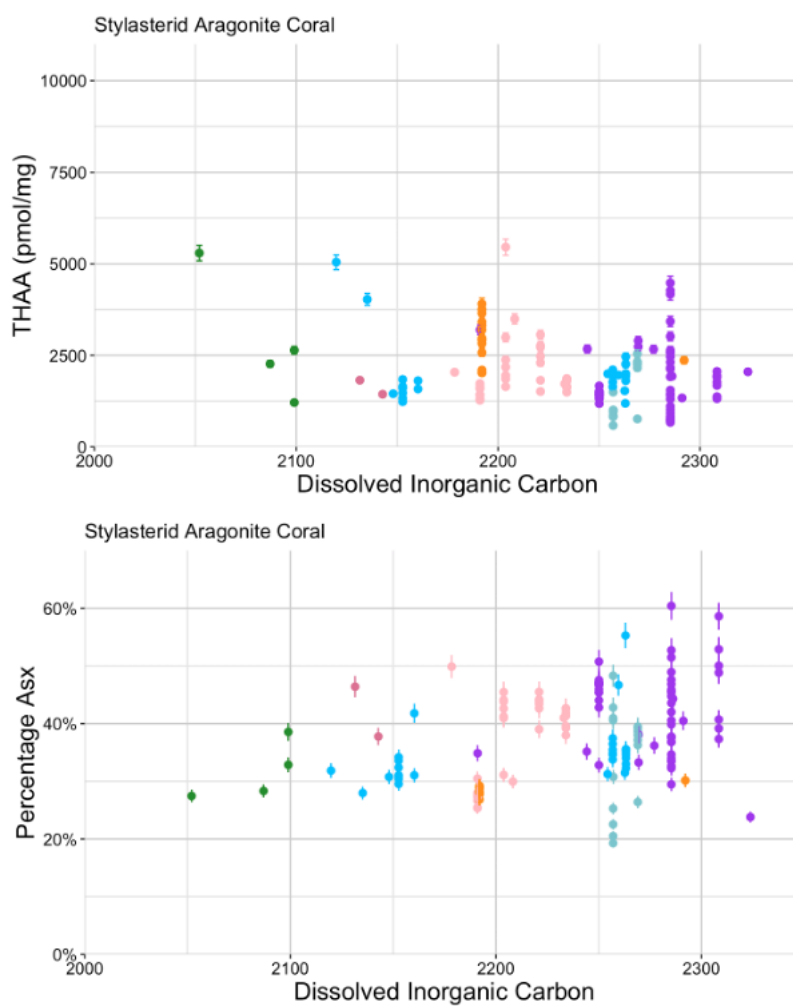 Stylasterid Aragonite Coral
10000
7500
5000
2500
0
THAA (pmol/mg)
2000 2100 2200 2300
Dissolved Inorganic Carbon
Stylasterid Aragonite Coral
60%
40%
20%
0%
Percentage Asx
2000 2100 2200 2300
Dissolved Inorganic Carbon